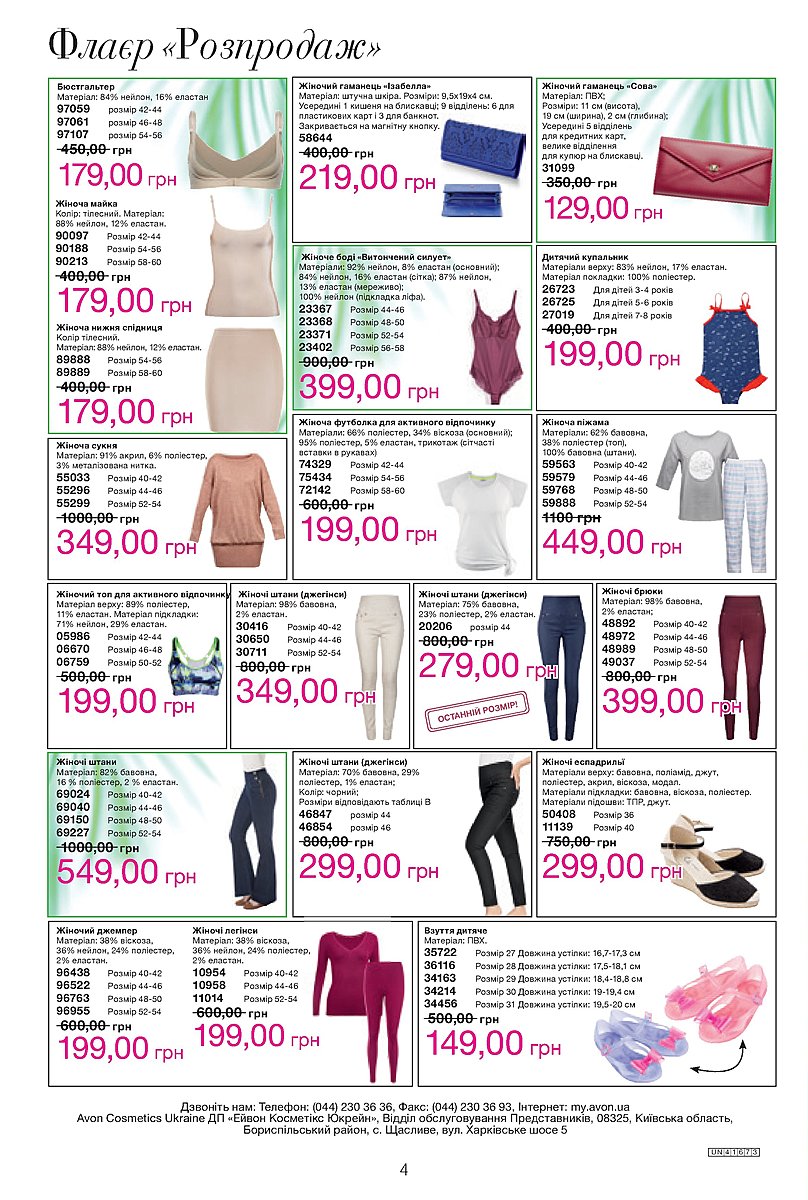 Флаєр «Розпродаж»
Бюстгальтер
Матеріал: 84% нейлон, 16% еластан
97059 розмір 42-44
97061 розмір 46-48
97107 розмір 54-56
450,00 грн
179,00 грн
Жіноча майка
Колір: тілесний. Матеріал:
88% нейлон, 12% еластан.
90097 Розмір 42-44
90188 Розмір 54-56
90213 Розмір 58-60
400,00 грн
179,00 грн
Жіноча нижня спідниця
Колір тілесний.
Матеріал: 88% нейлон, 12% еластан.
89888 Розмір 54-56
89889 Розмір 58-60
400,00 грн
179,00 грн
Жіночий гаманець «Ізабелла»
Матеріал: штучна шкіра. Розміри: 9,5х19х4 см.
Усередині 1 кишеня на блискавці; 9 відділень: 6 для
пластикових карт і 3 для банкнот.
Закривається на магнітну кнопку.
58644
400,00 грн
219,00 грн
Жіночий гаманець «Сова»
Матеріал: ПВХ;
Розміри: 11 см (висота),
19 см (ширина), 2 см (глибина);
Усередині 5 відділень
для кредитних карт,
велике відділення
для купюр на блискавці.
31099
350,00 грн
129,00 грн
Жіноче боді «Витончений силует»
Матеріали: 92% нейлон, 8% еластан (основний);
84% нейлон, 16% еластан (сітка); 87% нейлон,
13% еластан (мереживо);
100% нейлон (підкладка ліфа).
23367 Розмір 44-46
23368 Розмір 48-50
23371 Розмір 52-54
23402 Розмір 56-58
900,00 грн
399,00 грн
Дитячий купальник
Матеріали верху: 83% нейлон, 17% еластан.
Матеріал покладки: 100% поліестер.
26723 Для дітей 3-4 років
26725 Для дітей 5-6 років
27019 Для дітей 7-8 років
400,00 грн
199,00 грн
Жіноча сукня
Матеріал: 91% акрил, 6% поліестер,
3% металізована нитка.
55033 Розмір 40-42
55296 Розмір 44-46
55299 Розмір 52-54
1000,00 грн
349,00 грн
Жіноча футболка для активного відпочинку
Матеріали: 66% поліестер, 34% віскоза (основний);
95% поліестер, 5% еластан, трикотаж (сітчасті
вставки в рукавах)
74329 Розмір 42-44
75434 Розмір 54-56
72142 Розмір 58-60
600,00 грн
199,00 грн
Жіноча піжама
Матеріали: 62% бавовна,
38% поліестер (топ),
100% бавовна (штани).
59563 Розмір 40-42
59579 Розмір 44-46
59768 Розмір 48-50
59888 Розмір 52-54
1100 грн
449,00 грн
Жіночий топ для активного відпочинку
Матеріал верху: 89% поліестер,
11% еластан. Матеріал підкладки:
71% нейлон, 29% еластан.
05986 Розмір 42-44
06670 Розмір 46-48
06759 Розмір 50-52
500,00 грн
199,00 грн
Жіночі штани (джегінси)
Матеріал: 98% бавовна,
2% еластан.
30416 Розмір 40-42
30650 Розмір 44-46
30711 Розмір 52-54
800,00 грн
349,00 грн
Жіночі штани (джегінси)
Матеріал: 75% бавовна,
23% поліестер, 2% еластан.
20206 розмір 44
800,00 грн
279,00 грн
ОСТАННІЙ РОЗМІР!
Жіночі брюки
Матеріал: 98% бавовна,
2% еластан;
48892 Розмір 40-42
48972 Розмір 44-46
48989 Розмір 48-50
49037 Розмір 52-54
800,00 грн
399,00 грн
Жіночі штани
Матеріал: 82% бавовна,
16 % поліестер, 2 % еластан.
69024 Розмір 40-42
69040 Розмір 44-46
69150 Розмір 48-50
69227 Розмір 52-54
1000,00 грн
549,00 грн
Жіночі штани (джегінси)
Матеріал: 70% бавовна, 29%
поліестер, 1% еластан;
Колір: чорний;
Розміри відповідають таблиці В
46847 розмір 44
46854 розмір 46
800,00 грн
299,00 грн
Жіночі еспадрильї
Матеріали верху: бавовна, поліамід, джут,
поліестер, акрил, віскоза, модал.
Матеріали підкладки: бавовна, віскоза, поліестер.
Матеріали підошви: ТПР, джут.
50408 Розмір 36
11139 Розмір 40
750,00 грн
299,00 грн
Жіночий джемпер
Матеріал: 38% віскоза,
36% нейлон, 24% поліестер,
2% еластан.
96438 Розмір 40-42
96522 Розмір 44-46
96763 Розмір 48-50
96955 Розмір 52-54
600,00 грн
199,00 грн
Жіночі легінси
Матеріал: 38% віскоза,
36% нейлон, 24% поліестер,
2% еластан.
10954 Розмір 40-42
10958 Розмір 44-46
11014 Розмір 52-54
600,00 грн
199,00 грн
Взуття дитяче
Матеріал: ПВХ.
35722 Розмір 27 Довжина устілки: 16,7-17,3 см
36116 Розмір 28 Довжина устілки: 17,5-18,1 см
34163 Розмір 29 Довжина устілки: 18,4-18,8 см
34214 Розмір 30 Довжина устілки: 19-19,4 см
34456 Розмір 31 Довжина устілки: 19,5-20 см
500,00 грн
149,00 грн
Дзвоніть нам: Телефон: (044) 230 36 36, Факс: (044) 230 36 93, Інтернет: my.avon.ua
Avon Cosmetics Ukraine ДП «Ейвон Косметікс Юкрейн», Відділ обслуговування Представників, 08325, Київська область,
Бориспільський район, с. Щасливе, вул. Харківське шосе 5
UN41673
4